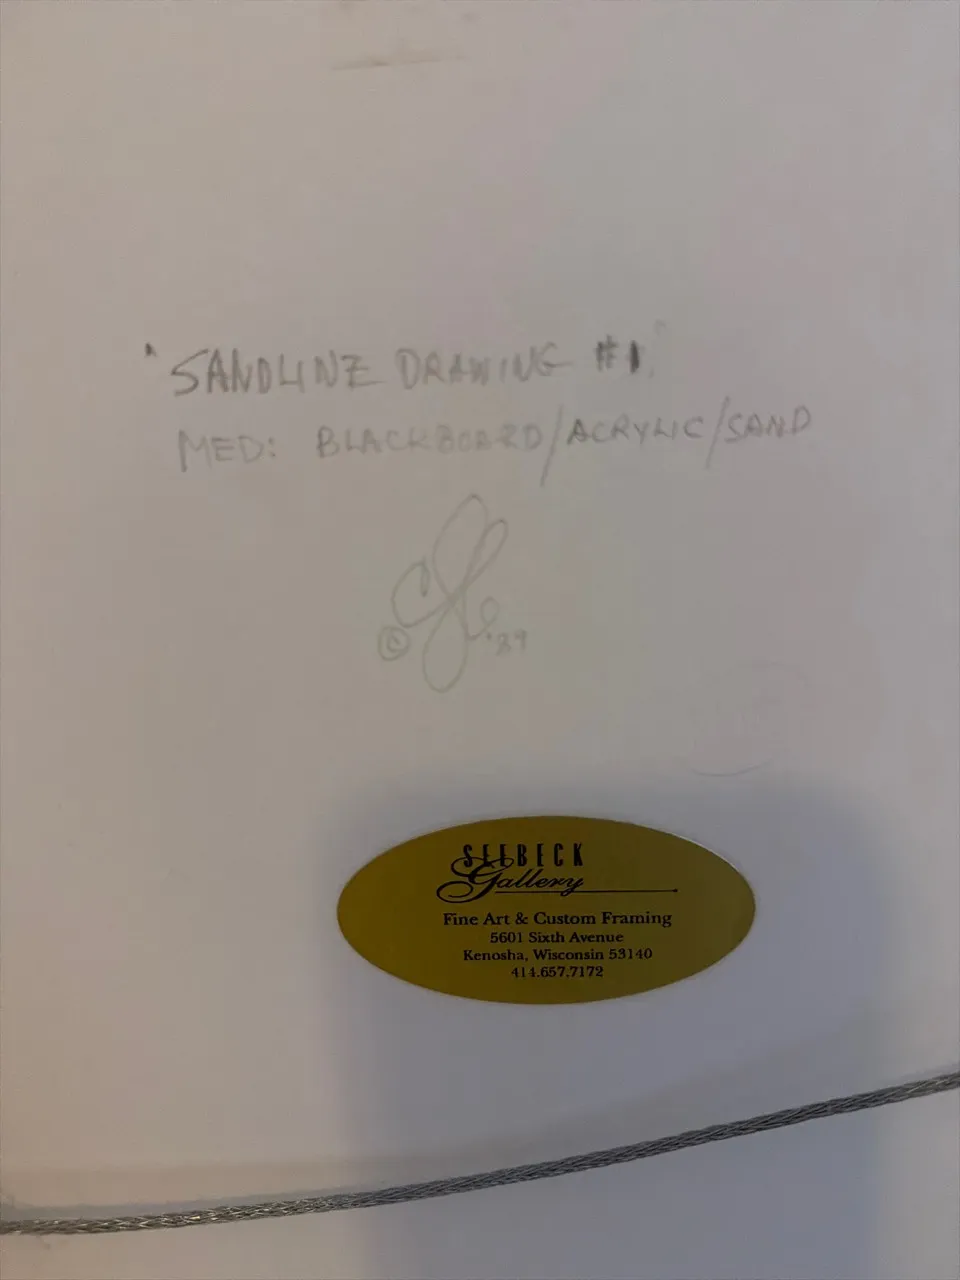 "SANDLINE DRAWING #1."
MED: BLACKBOARD/ACRYLIC/SAND
© '89
SEEBECK
Gallery
Fine Art & Custom Framing
5601 Sixth Avenue
Kenosha, Wisconsin 53140
414.657.7172